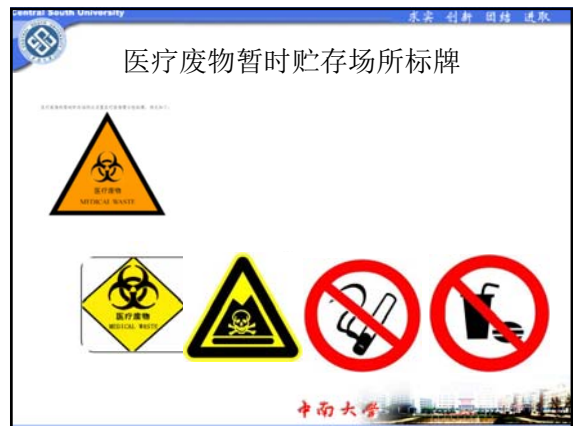 Central South University
求实 创新 团结 进取
医疗废物暂时贮存场所标牌
医疗废物
MEDICAL WASTE
医疗废物
MEDICAL WASTE
中南大学